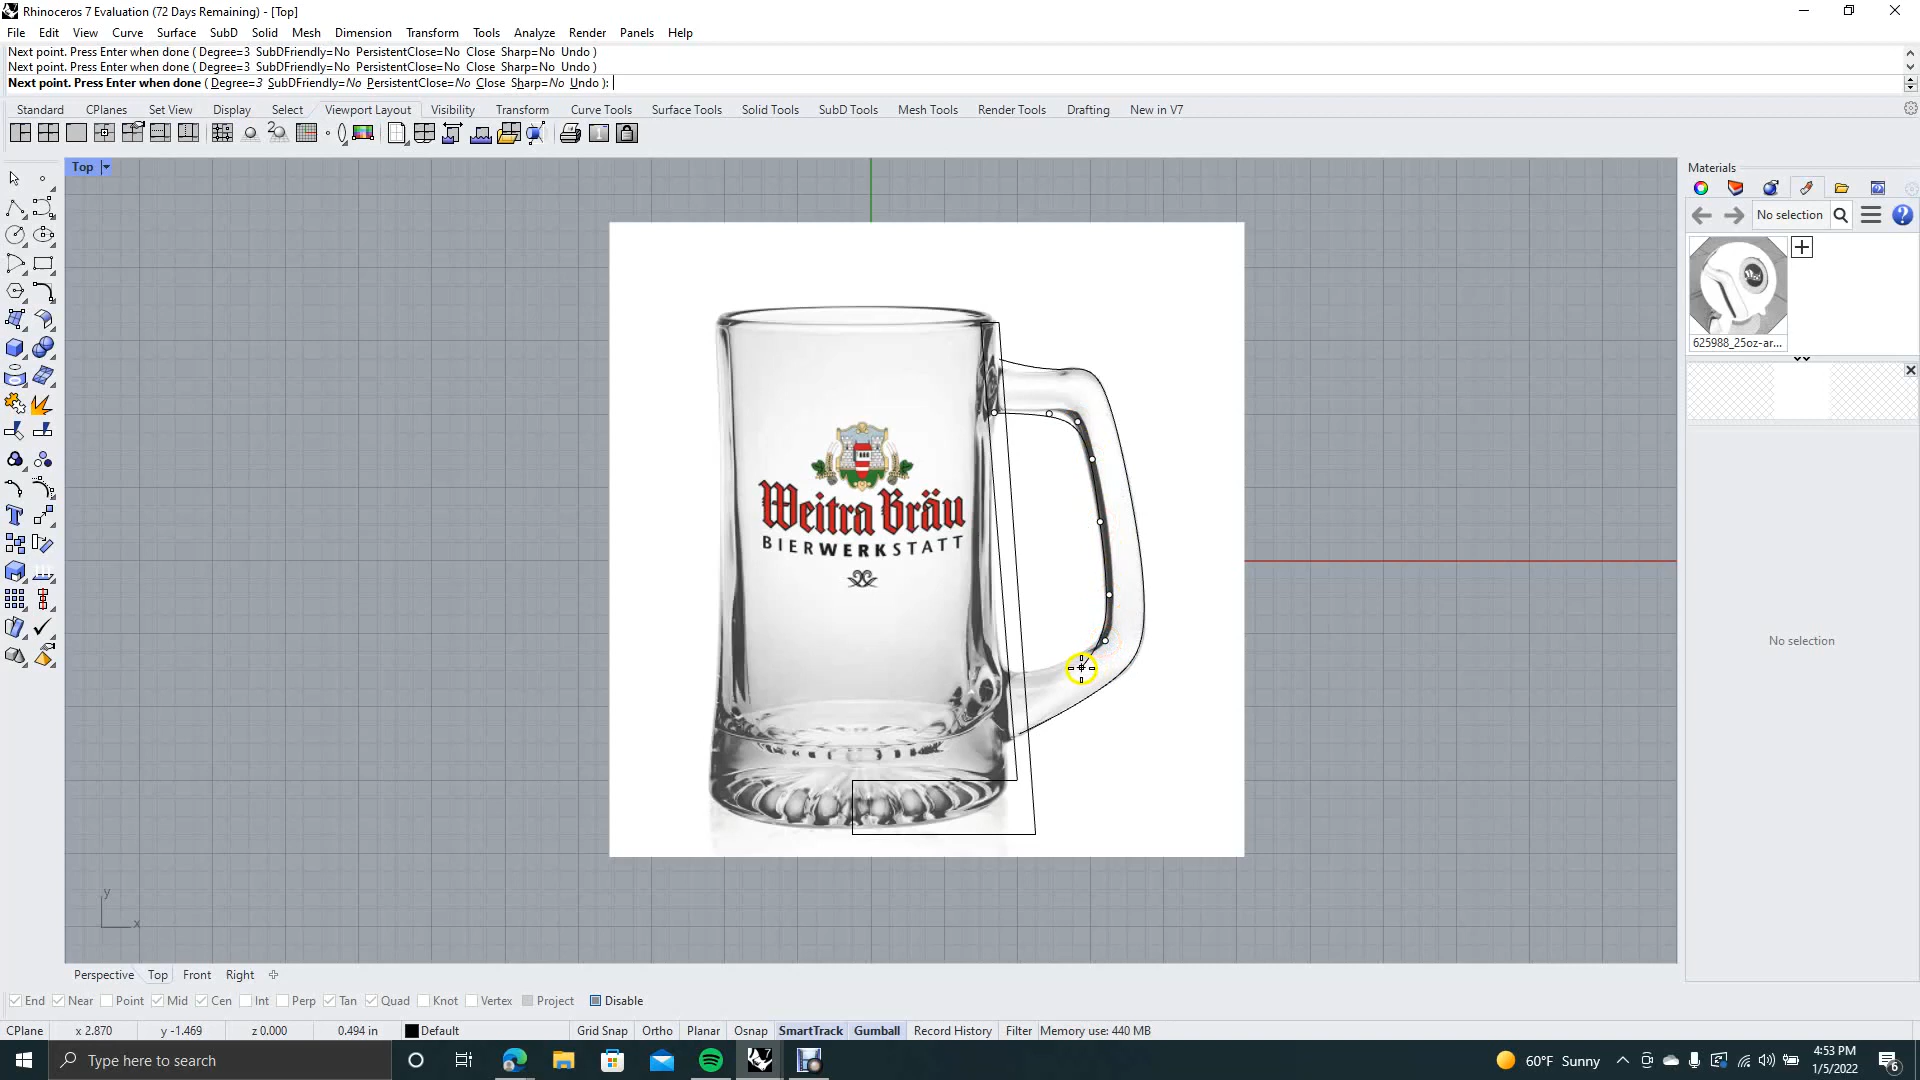 Rhinoceros 7 Evaluation (72 Days Remaining) - [Top]
File Edit View Curve Surface SubD Solid Mesh Dimension Transform Tools Analyze Render Panels Help
Next point. Press Enter when done ( Degree=3 SubDFriendly=No PersistentClose=No Close Sharp=No Undo )
Next point. Press Enter when done ( Degree=3 SubDFriendly=No PersistentClose=No Close Sharp=No Undo )
Next point. Press Enter when done ( Degree=3 SubDFriendly=No PersistentClose=No Close Sharp=No Undo ):
Standard CPlanes Set View Display Select Viewport Layout Visibility Transform Curve Tools Surface Tools Solid Tools SubD Tools Mesh Tools Render Tools Drafting New in V7
Top
Materials
No selection
625988_25oz-ar...
Weitra Bräu
BIERWERKSTATT
No selection
y
x
Perspective Top Front Right
End Near Point Mid Cen Int Perp Tan Quad Knot Vertex Project Disable
CPlane x 2.870 y -1.469 z 0.000 0.494 in Default Grid Snap Ortho Planar Osnap SmartTrack Gumball Record History Filter Memory use: 440 MB
Type here to search
60°F Sunny
4:53 PM
1/5/2022
6